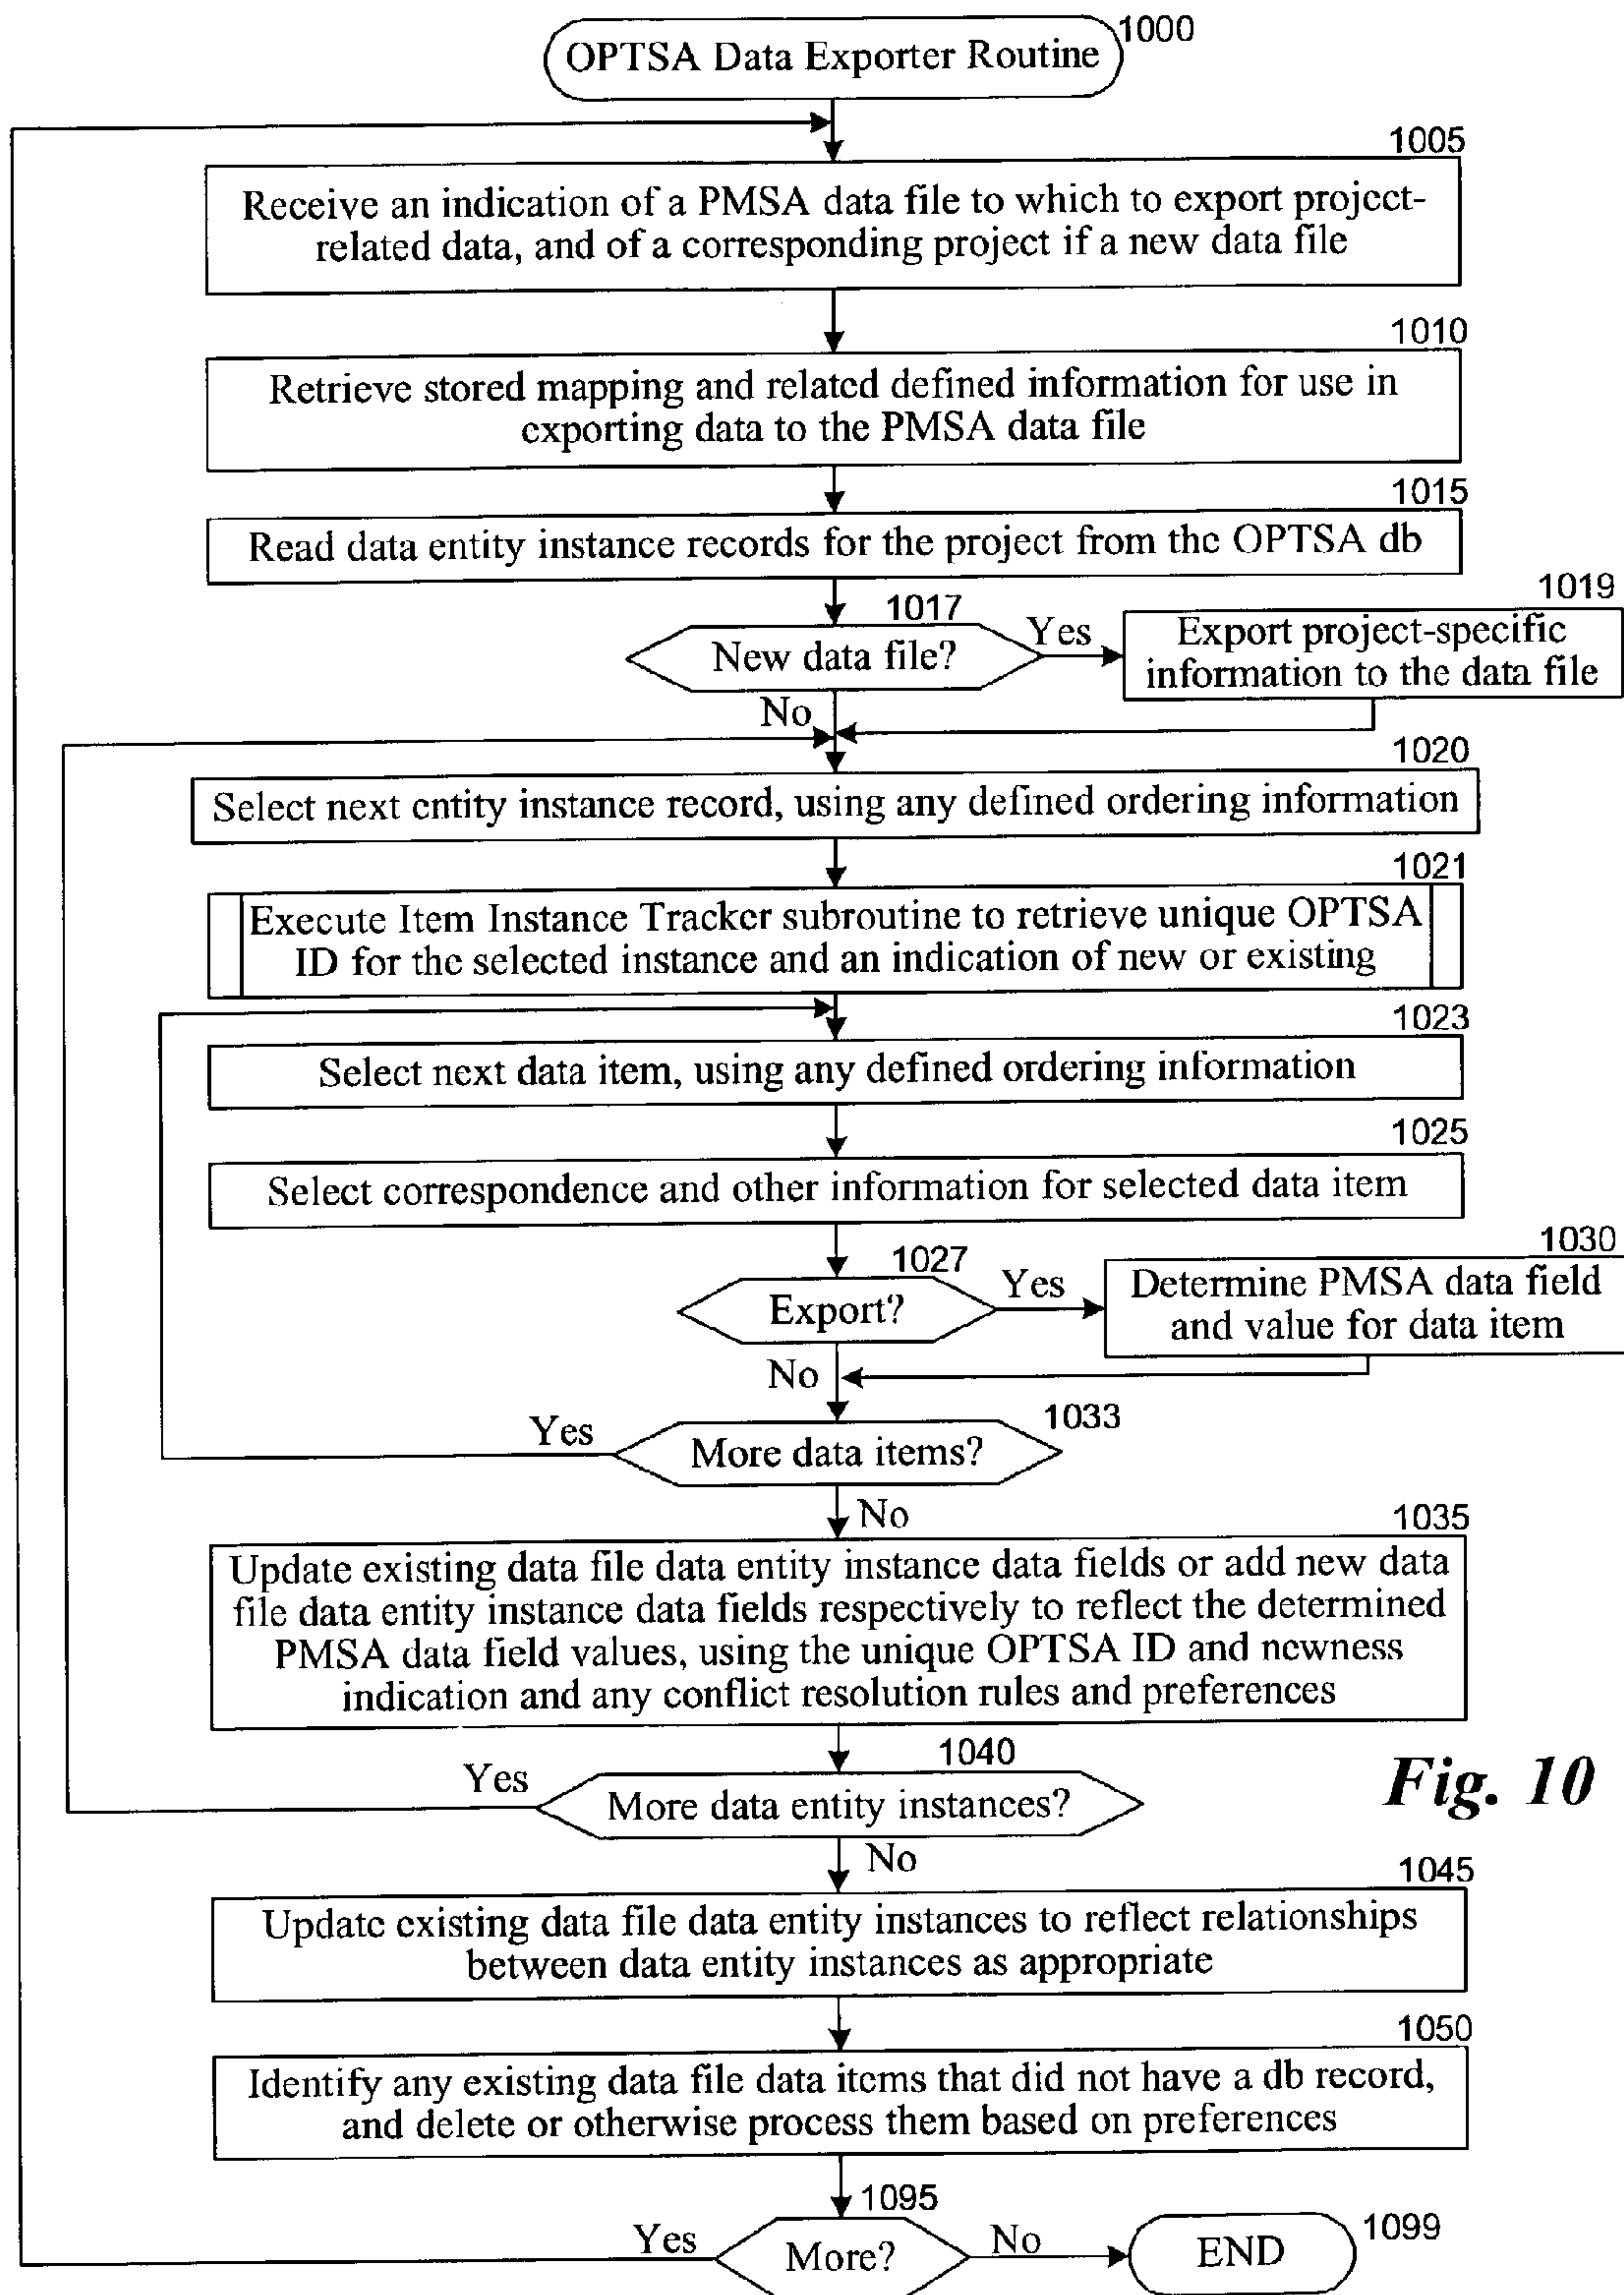 OPTSA Data Exporter Routine
1000
1005
Receive an indication of a PMSA data file to which to export project-
related data, and of a corresponding project if a new data file
1010
Retrieve stored mapping and related defined information for use in
exporting data to the PMSA data file
1015
Read data entity instance records for the project from the OPTSA db
1017
New data file?
Yes
1019
Export project-specific
information to the data file
No
1020
Select next entity instance record, using any defined ordering information
1021
Execute Item Instance Tracker subroutine to retrieve unique OPTSA
ID for the selected instance and an indication of new or existing
1023
Select next data item, using any defined ordering information
1025
Select correspondence and other information for selected data item
1027
Export?
Yes
1030
Determine PMSA data field
and value for data item
No
1033
More data items?
Yes
No
1035
Update existing data file data entity instance data fields or add new data
file data entity instance data fields respectively to reflect the determined
PMSA data field values, using the unique OPTSA ID and newness
indication and any conflict resolution rules and preferences
1040
More data entity instances?
Yes
No
Fig. 10
1045
Update existing data file data entity instances to reflect relationships
between data entity instances as appropriate
1050
Identify any existing data file data items that did not have a db record,
and delete or otherwise process them based on preferences
1095
More?
Yes
No
END
1099